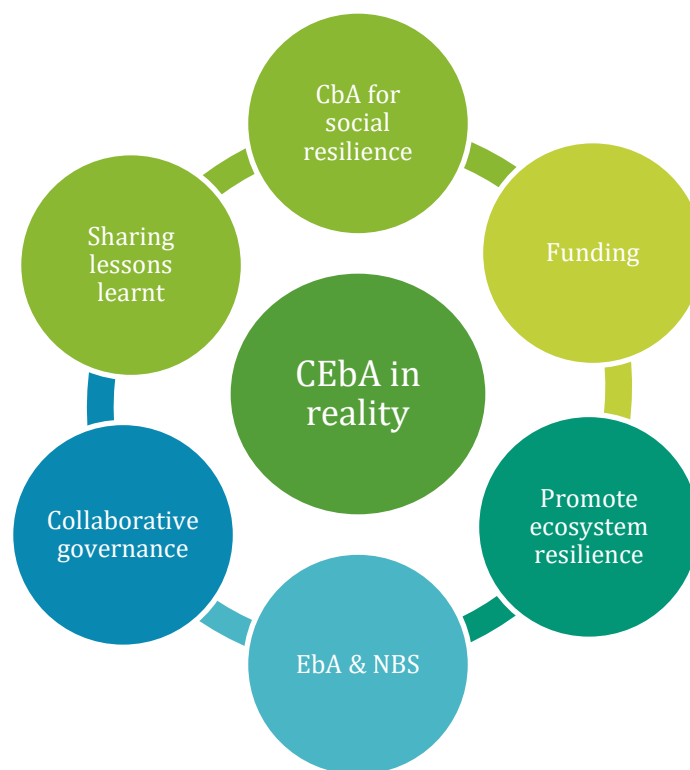 CbA for
social
resilience
Funding
Promote
ecosystem
resilience
EbA & NBS
Collaborative
governance
Sharing
lessons
learnt
CEbA in
reality